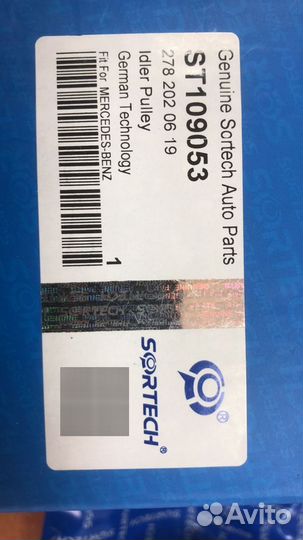 Genuine Sortech Auto Parts
ST109053
278 202 06 19
Idler Pulley
German Technology
Fit For MERCEDES-BENZ
1
SORTECH®
®
Avito